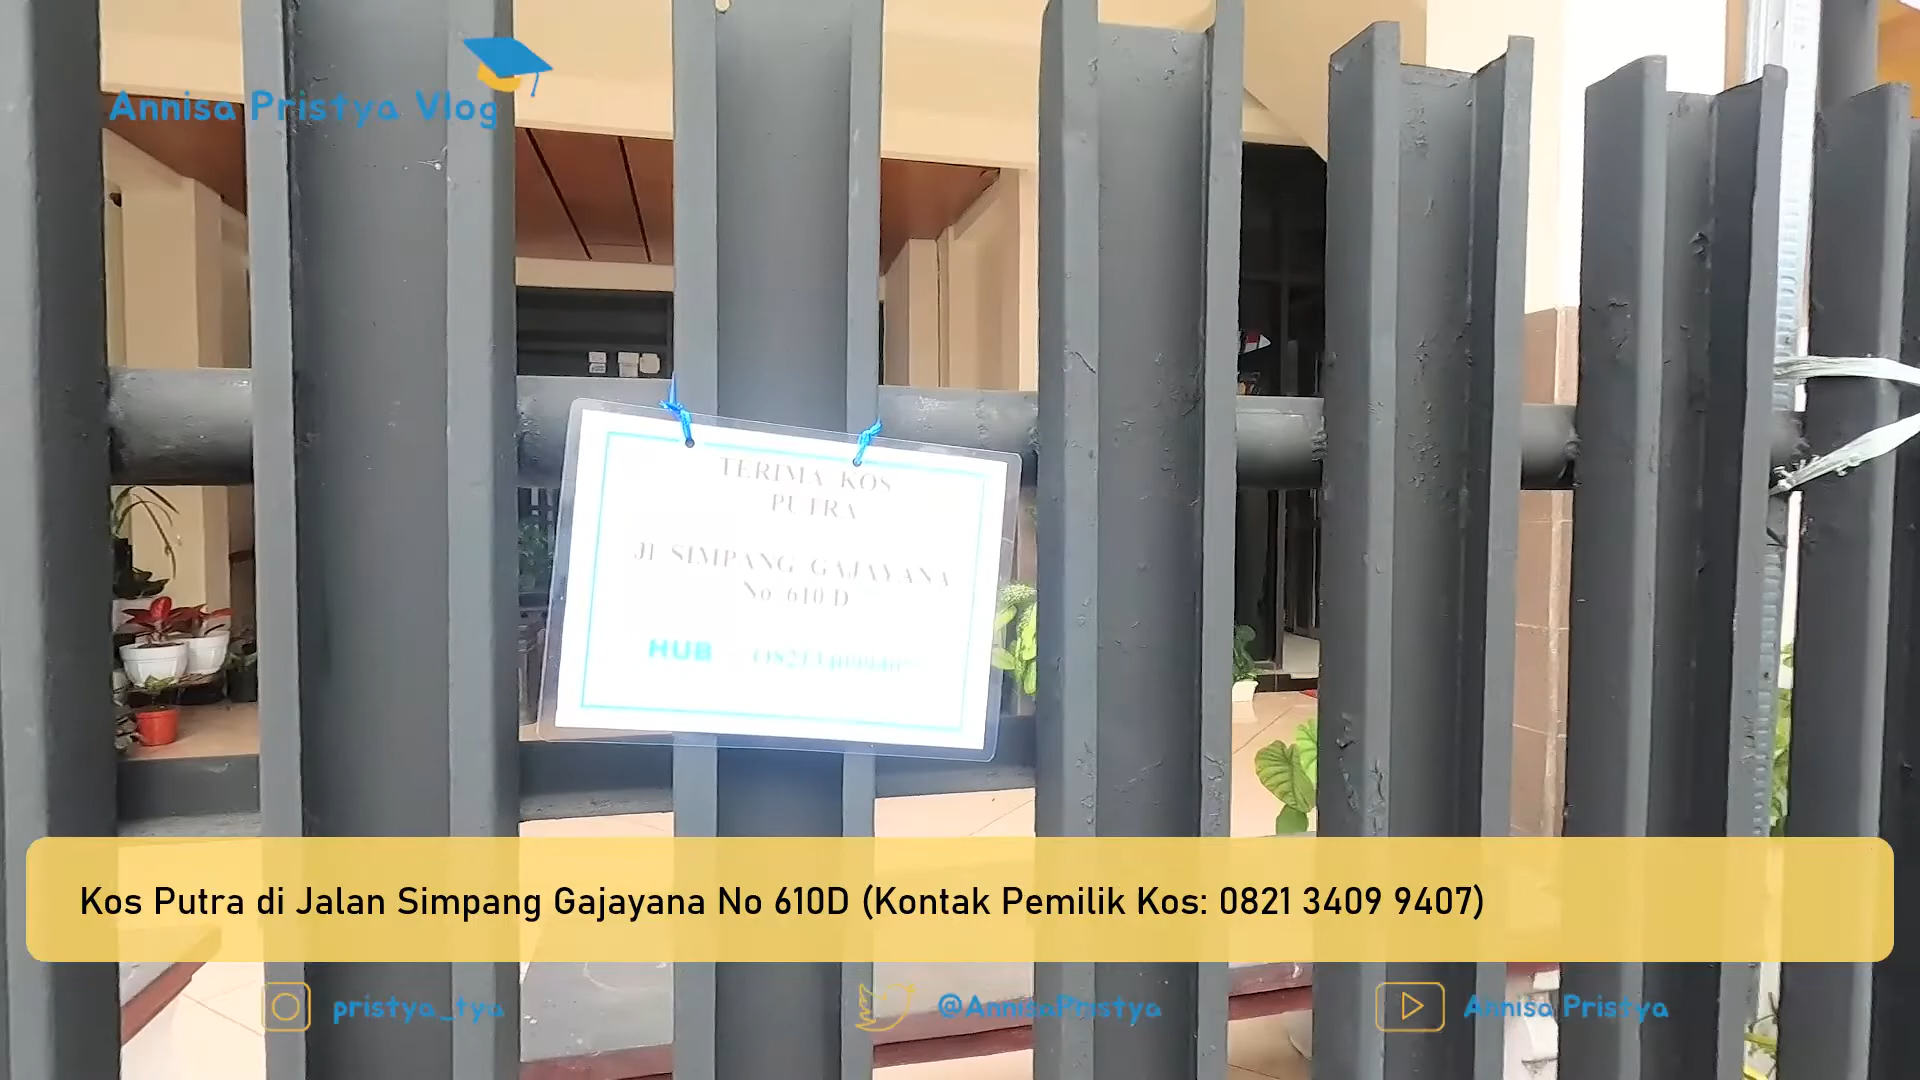 Annisa Pristya Vlog
TERIMA KOS
PUTRA
Jl SIMPANG GAJAYANA
No 610 D
HUB
Kos Putra di Jalan Simpang Gajayana No 610D (Kontak Pemilik Kos: 0821 3409 9407)
pristya_tya
@AnnisaPristya
Annisa Pristya